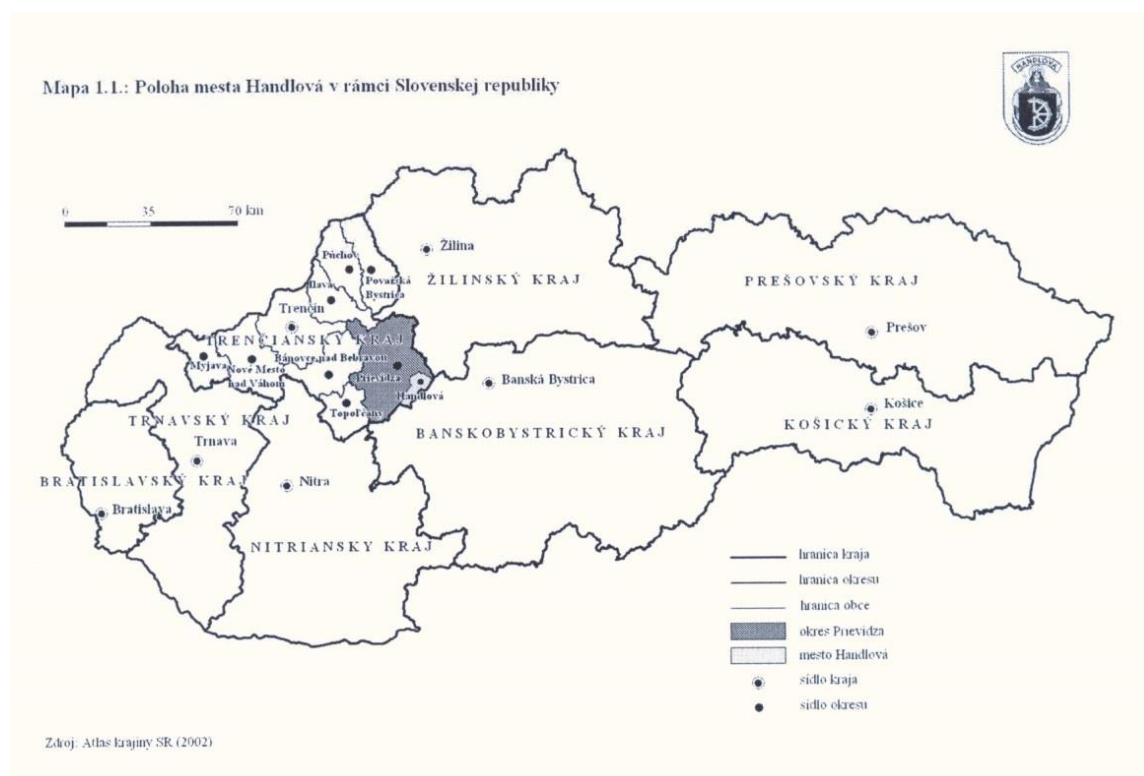 HANDLOVÁ
Mapa 1.1.: Poloha mesta Handlová v rámci Slovenskej republiky
0 35 70 km
Žilina
Púchov
Považská
Bystrica
ŽILINSKÝ KRAJ
PREŠOVSKÝ KRAJ
Ilava
Trenčín
Prešov
TRENČIANSKY KRAJ
Bánovce nad Bebravou
Myjava
Nové Mesto
nad Váhom
Prievidza
Handlová
Banská Bystrica
Topoľčany
Košice
TRNAVSKÝ KRAJ
KOŠICKÝ KRAJ
Trnava
BANSKOBYSTRICKÝ KRAJ
BRATISLAVSKÝ KRAJ
Nitra
Bratislava
NITRIANSKY KRAJ
hranica kraja
hranica okresu
hranica obce
okres Prievidza
mesto Handlová
sídlo kraja
sídlo okresu
Zdroj: Atlas krajiny SR (2002)